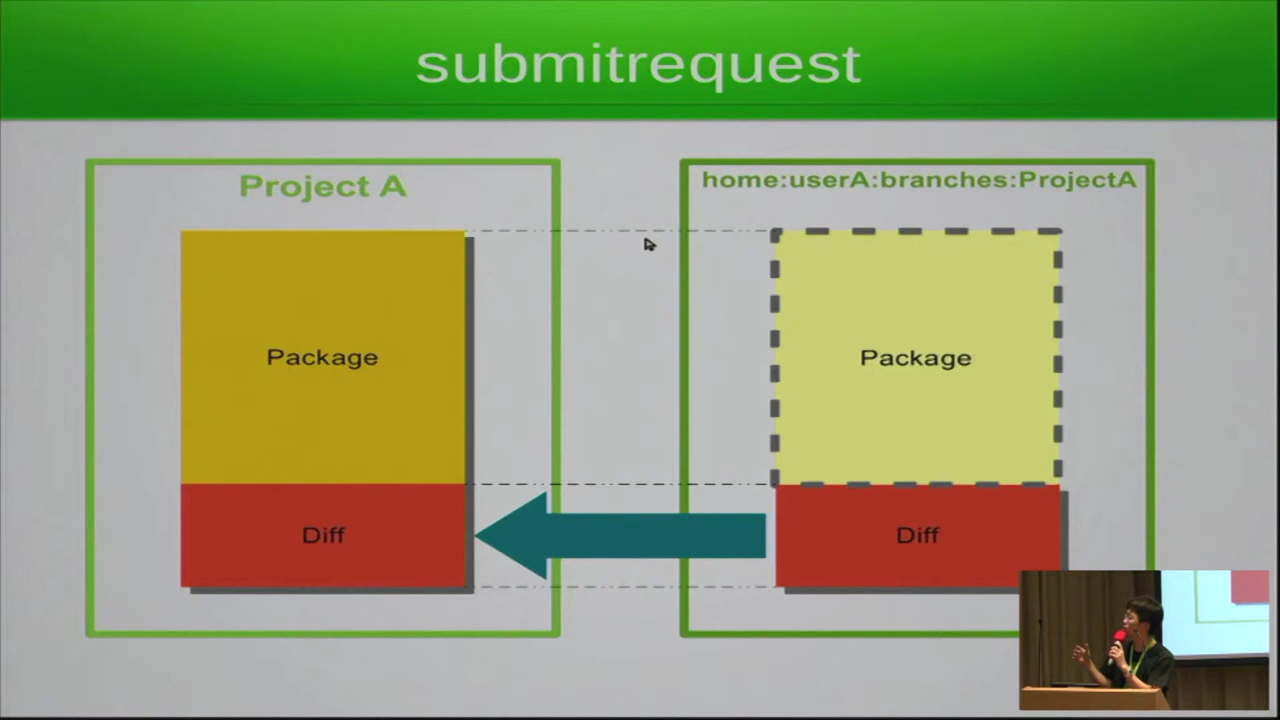 submitrequest
Project A
home:userA:branches:ProjectA
Package
Package
Diff
Diff